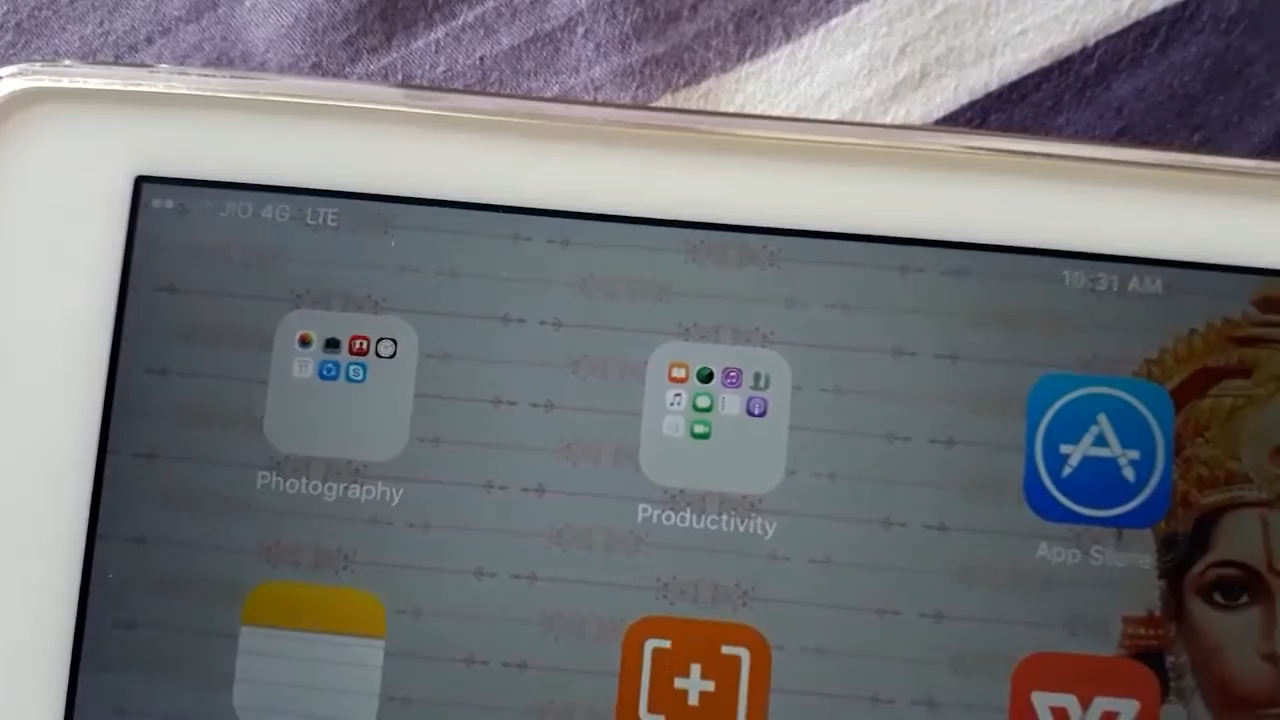 JIO 4G LTE
10:31 AM
Photography
Productivity
App Store